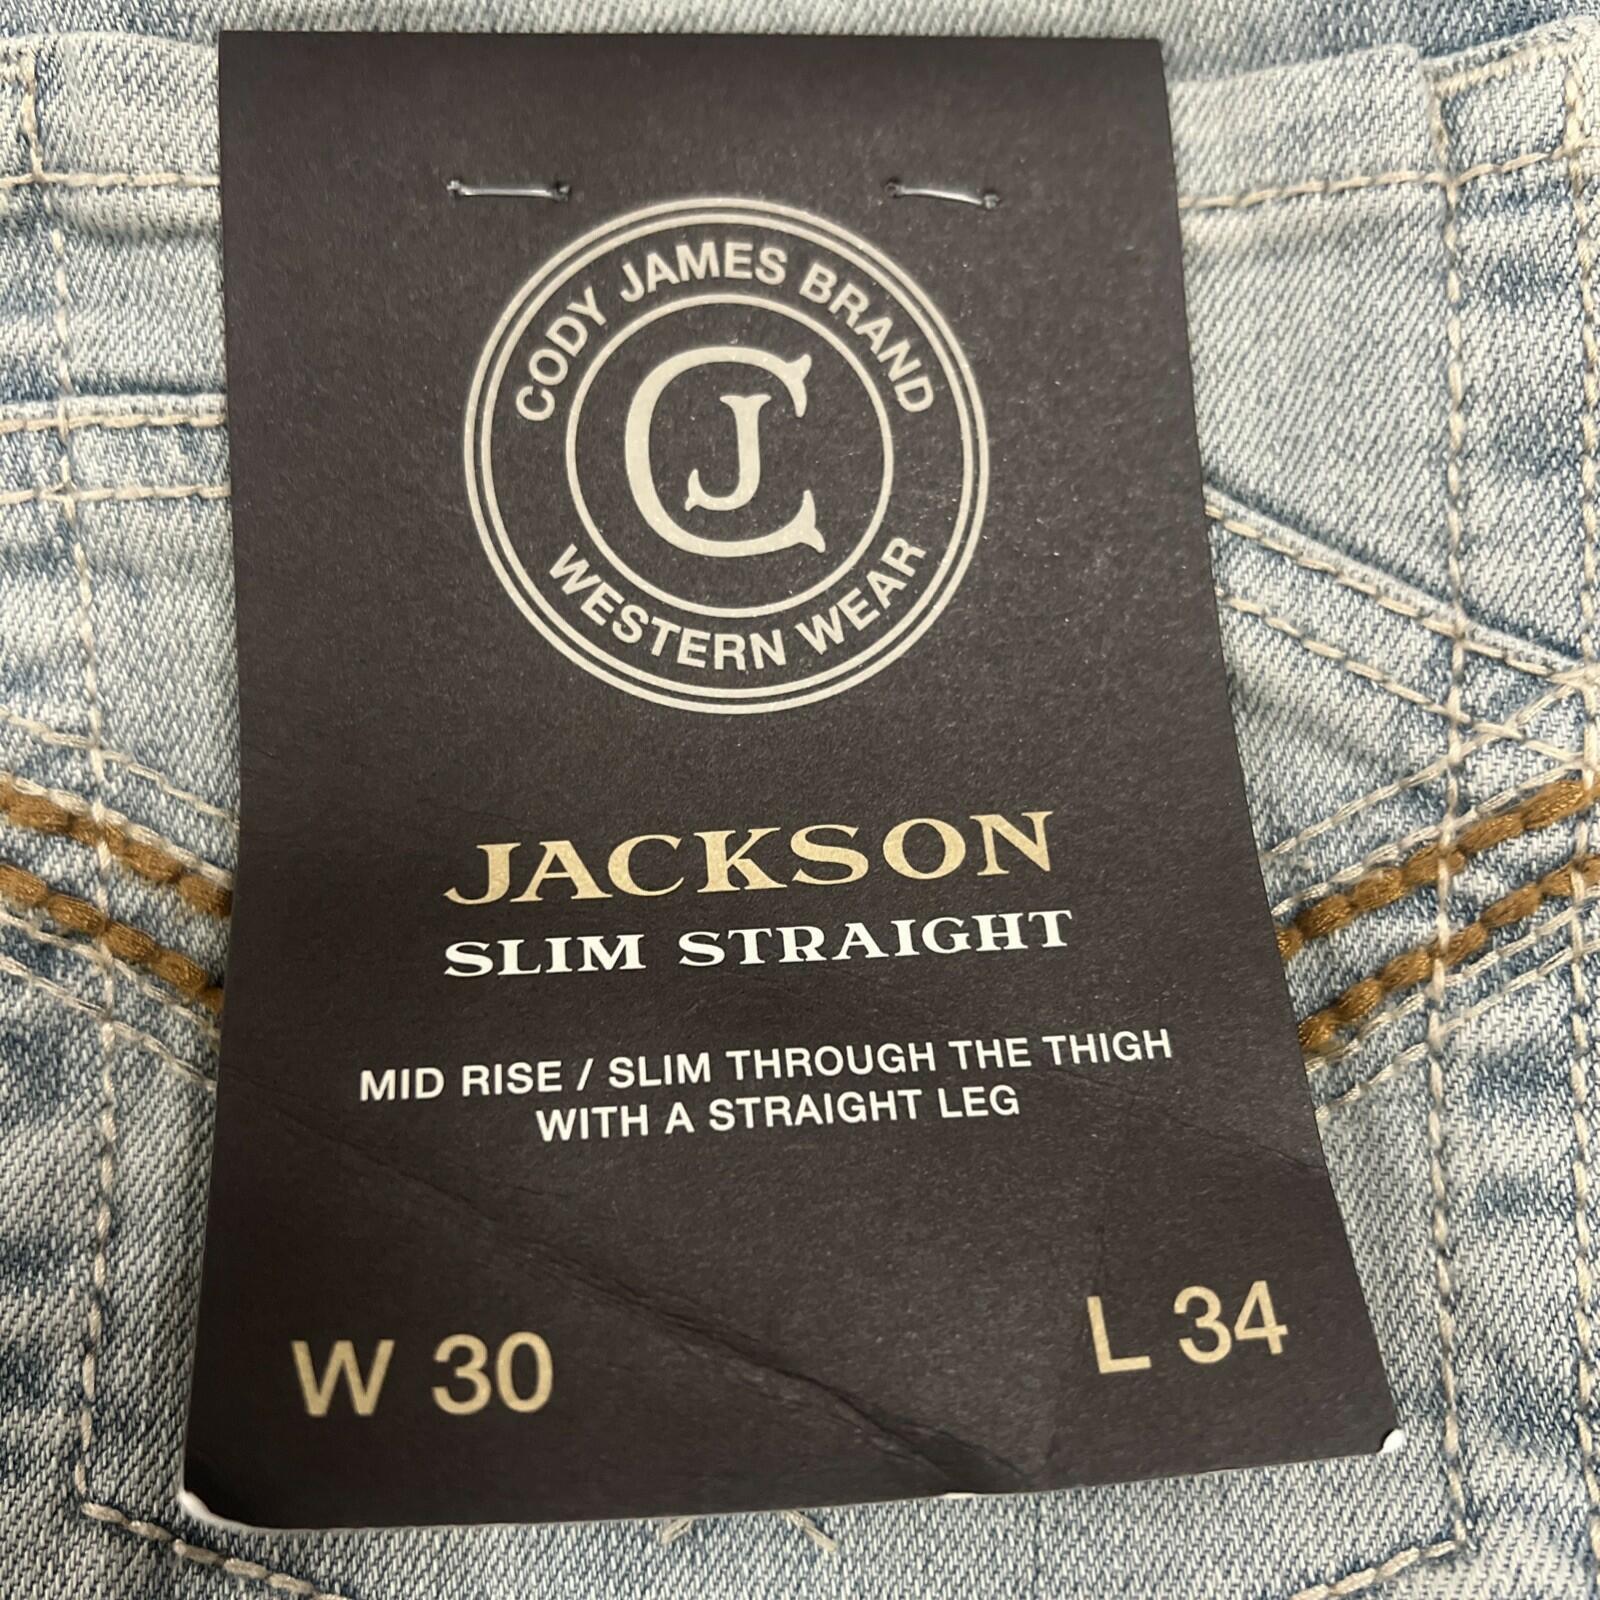 CODY JAMES BRAND
CJ
WESTERN WEAR
JACKSON
SLIM STRAIGHT
MID RISE / SLIM THROUGH THE THIGH
WITH A STRAIGHT LEG
W 30
L 34